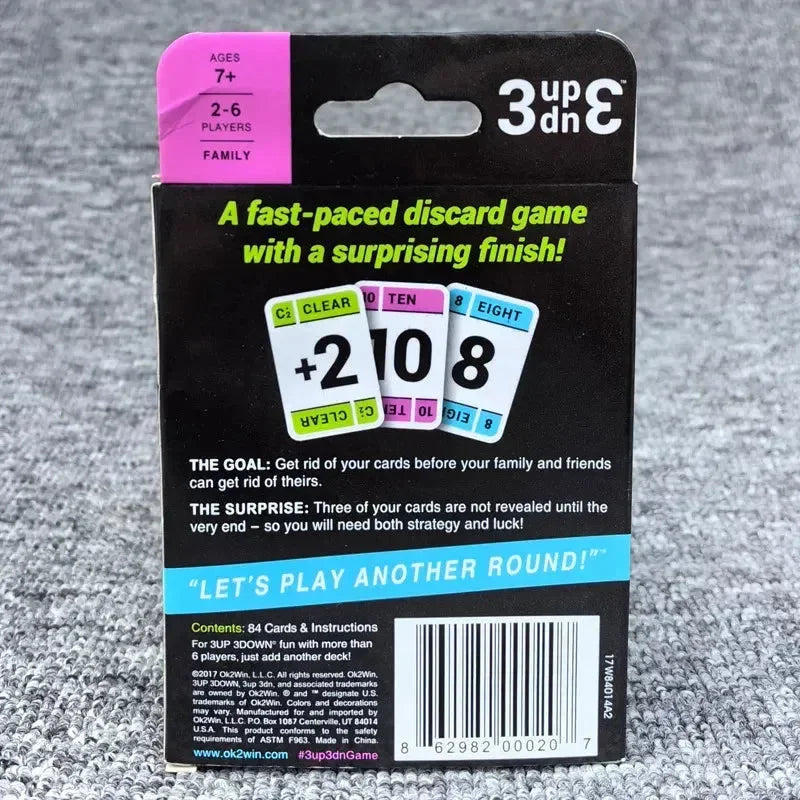 AGES
7+
2-6
PLAYERS
FAMILY
3 up 3™
dn
A fast-paced discard game
with a surprising finish!
C2 CLEAR
+2
CLEAR C2
10 TEN
10
10 TEN
8 EIGHT
8
8 EIG
THE GOAL: Get rid of your cards before your family and friends
can get rid of theirs.
THE SURPRISE: Three of your cards are not revealed until the
very end – so you will need both strategy and luck!
"LET'S PLAY ANOTHER ROUND!"™
Contents: 84 Cards & Instructions
For 3UP 3DOWN® fun with more than
6 players, just add another deck!
©2017 Ok2Win, L.L.C. All rights reserved. Ok2Win,
3UP 3DOWN, 3up 3dn, and associated trademarks
are owned by Ok2Win. ® and ™ designate U.S.
trademarks of Ok2Win. Colors and decorations
may vary. Manufactured for and imported by
Ok2Win, L.L.C. P.O. Box 1087 Centerville, UT 84014
U.S.A. This product conforms to the safety
requirements of ASTM F963. Made in China.
www.ok2win.com #3up3dnGame
8 62982 00020 7
17W84014A2